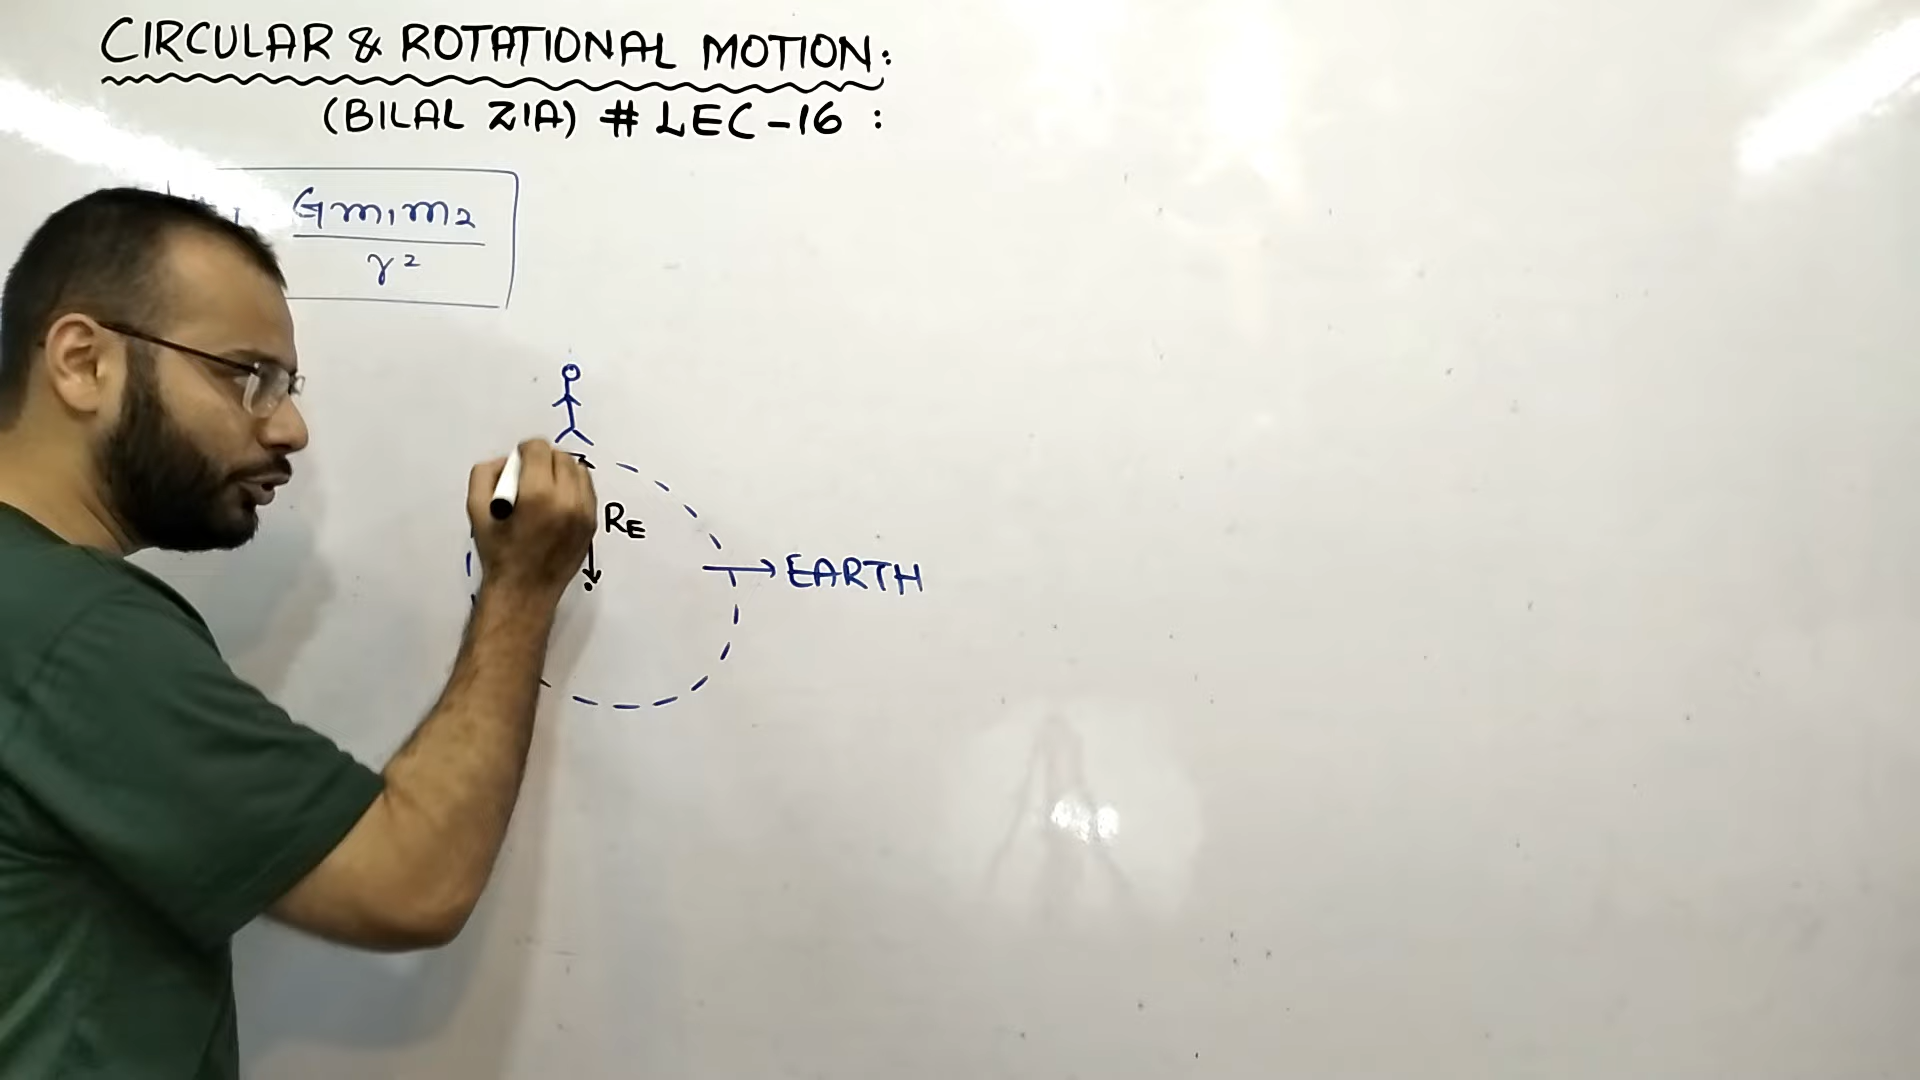 CIRCULAR & ROTATIONAL MOTION:
(BILAL ZIA) # LEC-16 :
Gm₁m₂
r²
RE
EARTH